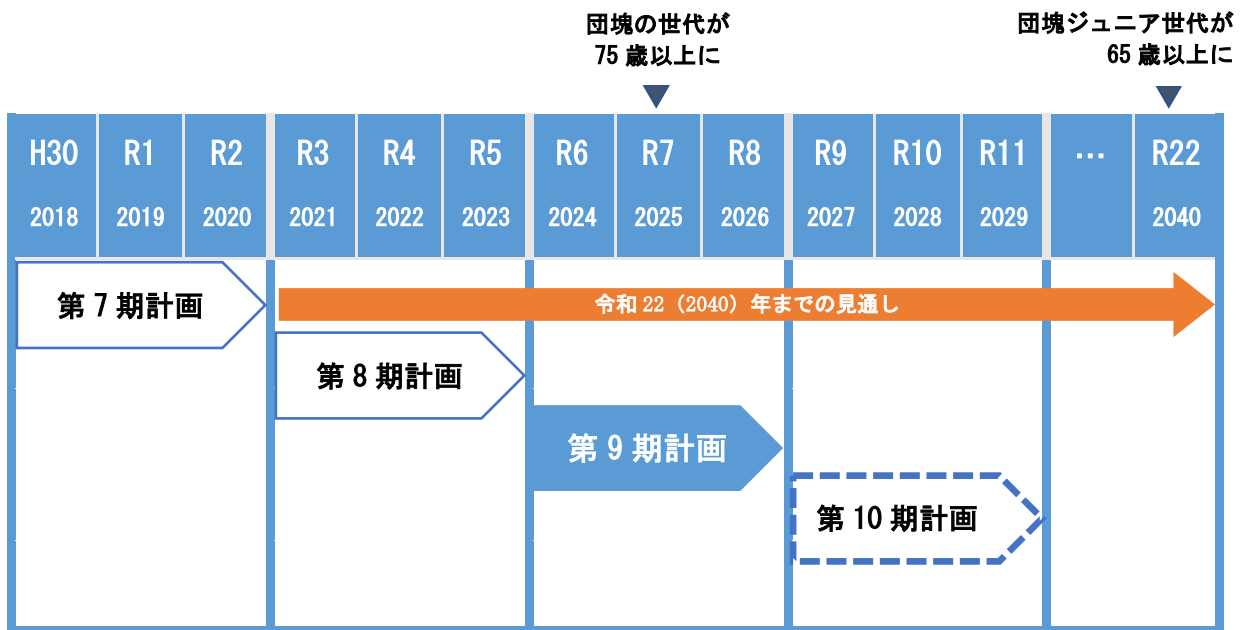 団塊の世代が
75 歳以上に
団塊ジュニア世代が
65 歳以上に
H30 R1 R2 R3 R4 R5 R6 R7 R8 R9 R10 R11 … R22
2018 2019 2020 2021 2022 2023 2024 2025 2026 2027 2028 2029 2040
第 7 期計画
令和 22（2040）年までの見通し
第 8 期計画
第 9 期計画
第 10 期計画